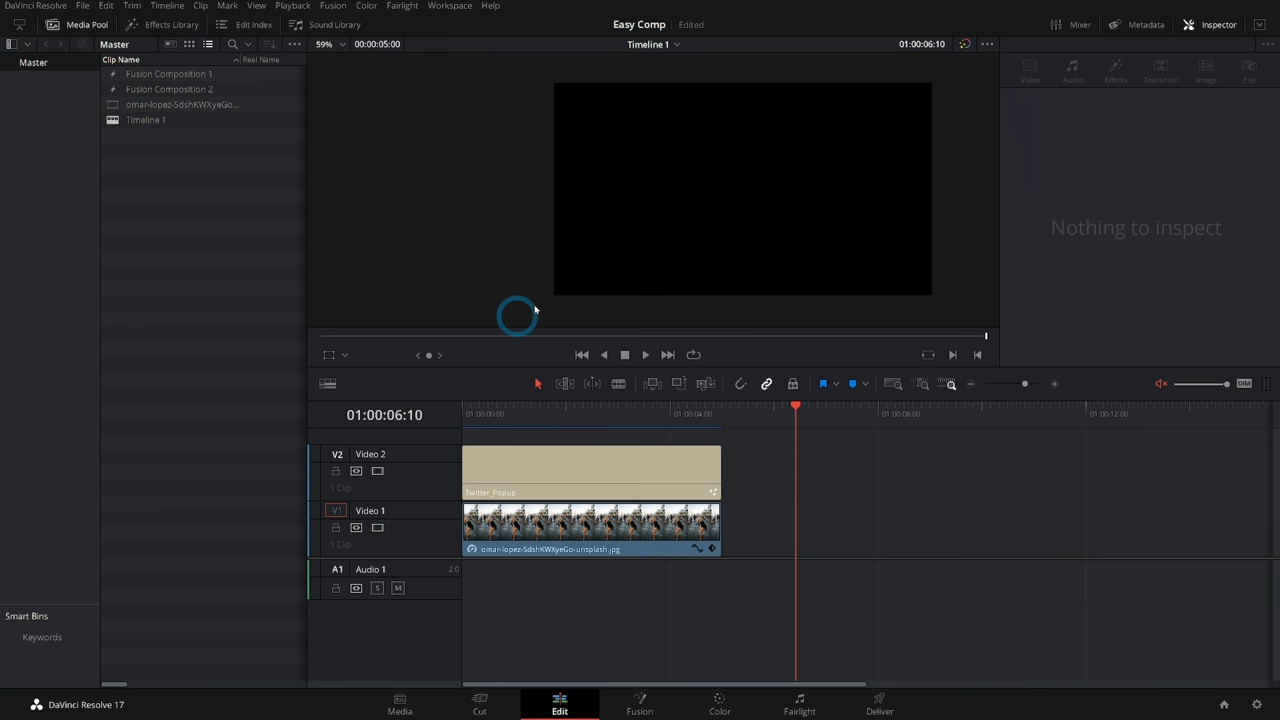 DaVinci Resolve File Edit Trim Timeline Clip Mark View Playback Fusion Color Fairlight Workspace Help
Media Pool Effects Library Edit Index Sound Library Easy Comp Edited Mixer Metadata Inspector
Master 59% 00:00:05:00 Timeline 1 01:00:06:10
Master Clip Name Reel Name Video Audio Effects Transition Image File
Fusion Composition 1
Fusion Composition 2
omar-lopez-SdshKWXyeGo...
Timeline 1
Nothing to inspect
DIM
01:00:06:10 01:00:00:00 01:00:04:00 01:00:08:00 01:00:12:00
V2 Video 2
1 Clip Twitter_Popup
V1 Video 1
1 Clip omar-lopez-SdshKWXyeGo-unsplash.jpg
A1 Audio 1 2.0
S M
Smart Bins
Keywords
DaVinci Resolve 17 Media Cut Edit Fusion Color Fairlight Deliver